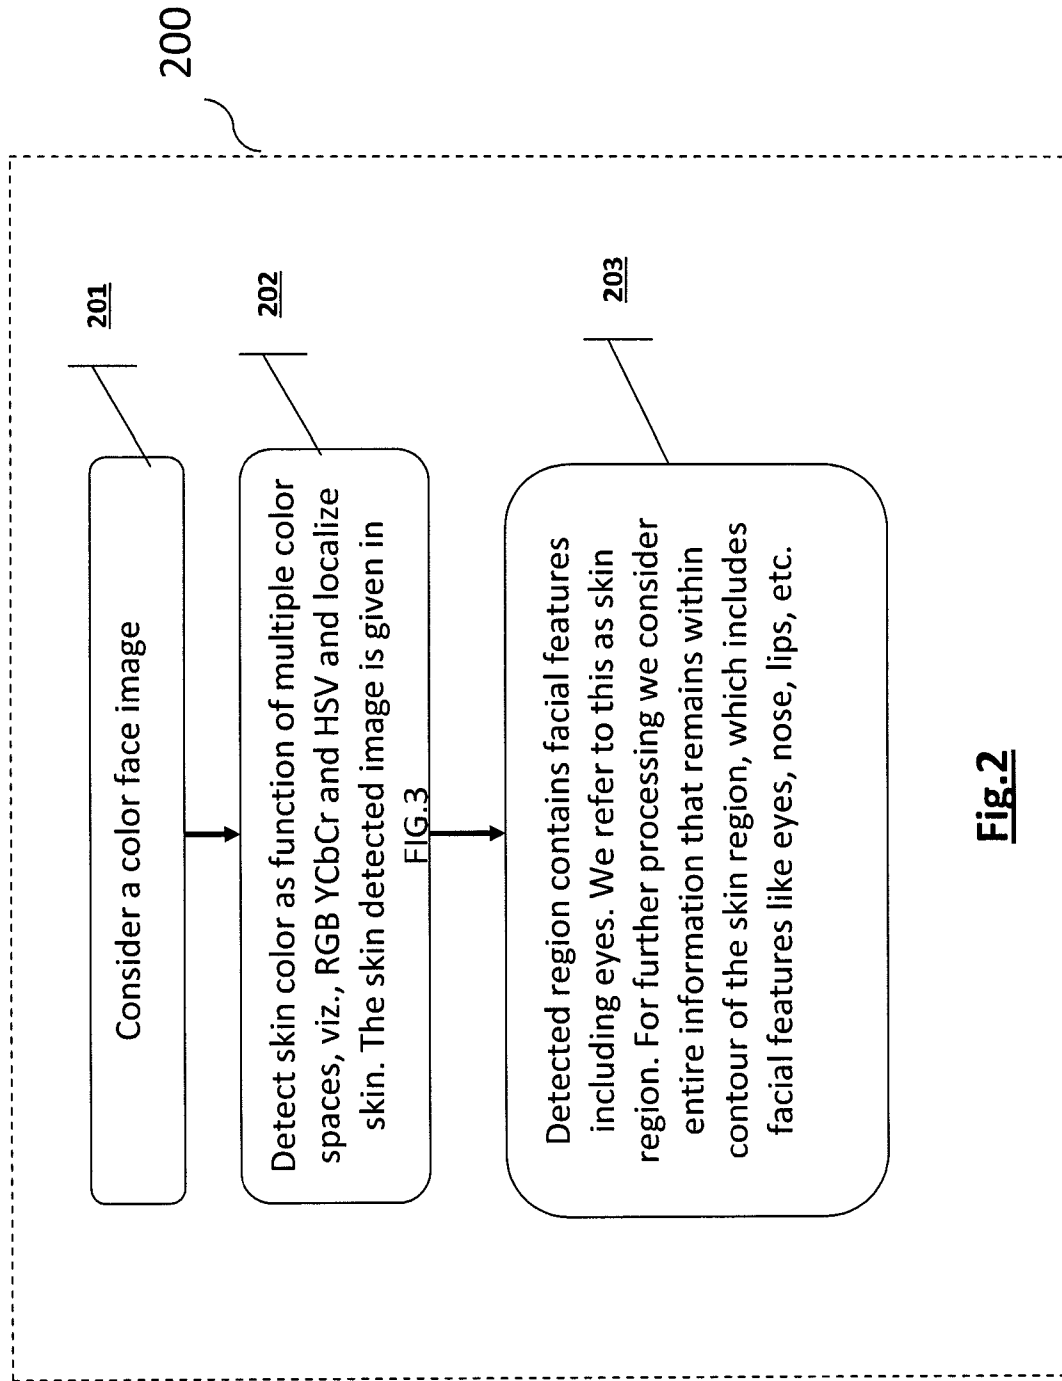 200
201
Consider a color face image
202
Detect skin color as function of multiple color
spaces, viz., RGB YCbCr and HSV and localize
skin. The skin detected image is given in
FIG.3
203
Detected region contains facial features
including eyes. We refer to this as skin
region. For further processing we consider
entire information that remains within
contour of the skin region, which includes
facial features like eyes, nose, lips, etc.
Fig.2